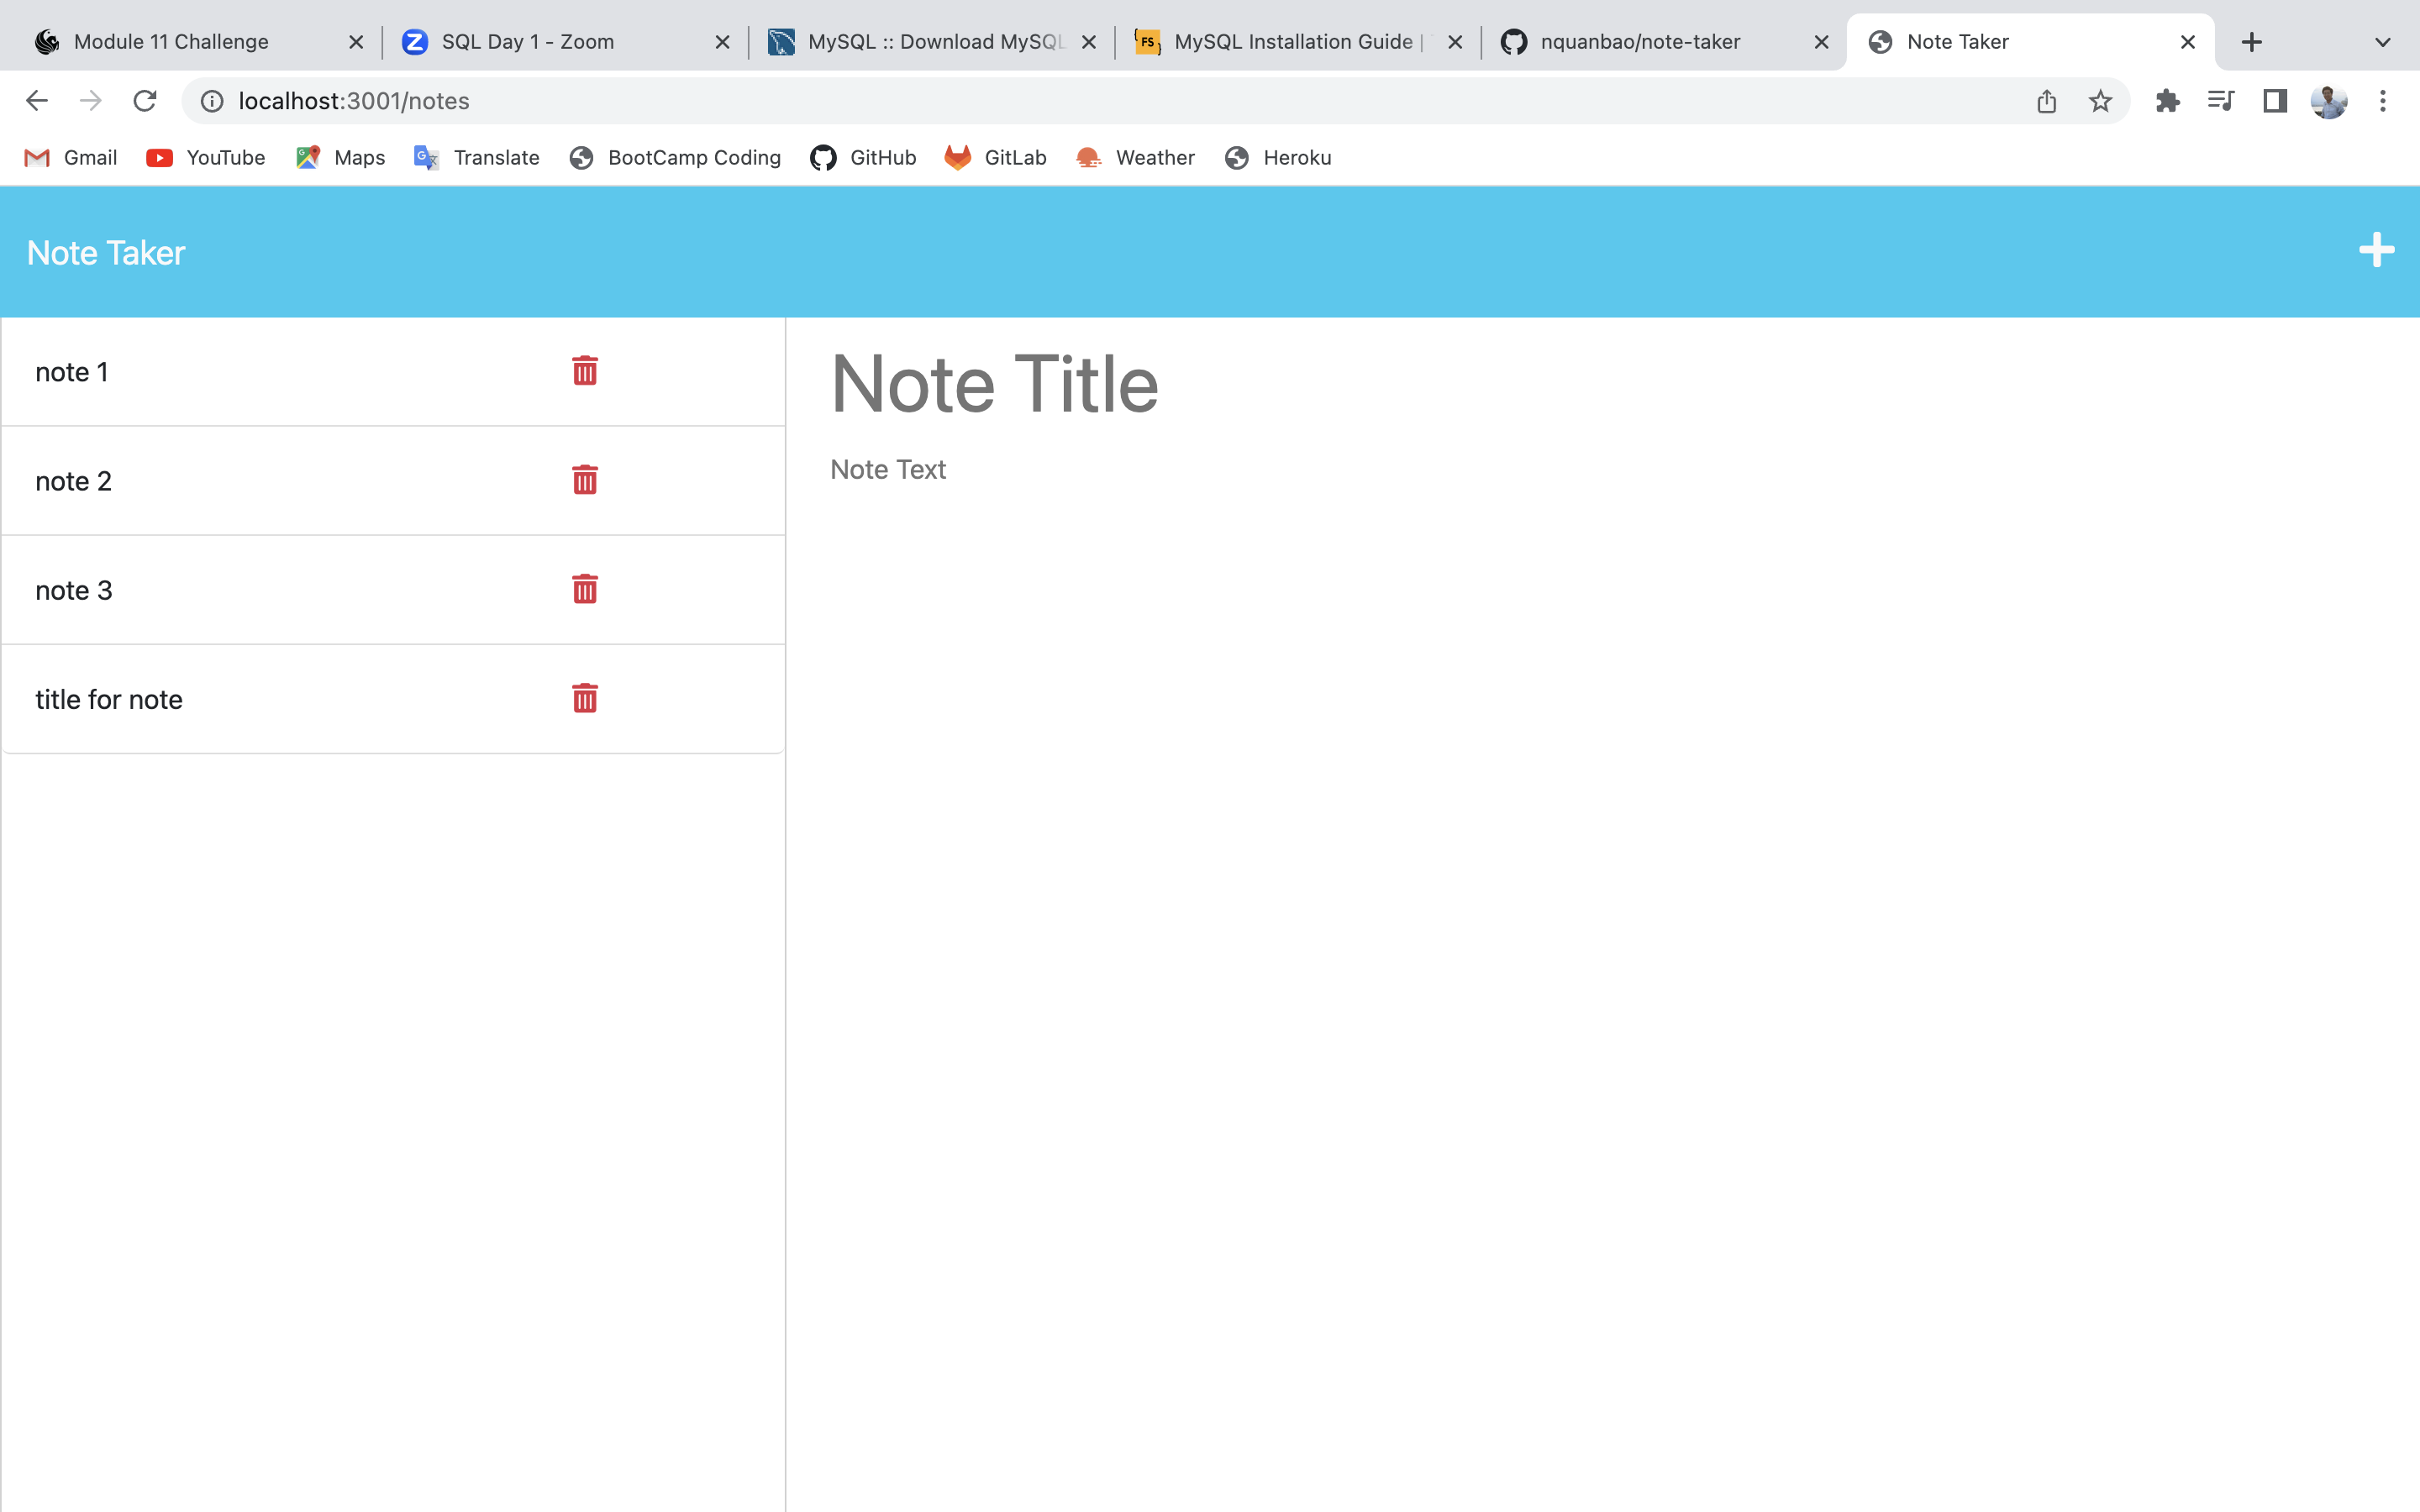 Module 11 Challenge
SQL Day 1 - Zoom
MySQL :: Download MySQL
MySQL Installation Guide |
nquanbao/note-taker
Note Taker
localhost:3001/notes
Gmail
YouTube
Maps
Translate
BootCamp Coding
GitHub
GitLab
Weather
Heroku
Note Taker
note 1
note 2
note 3
title for note
Note Title
Note Text